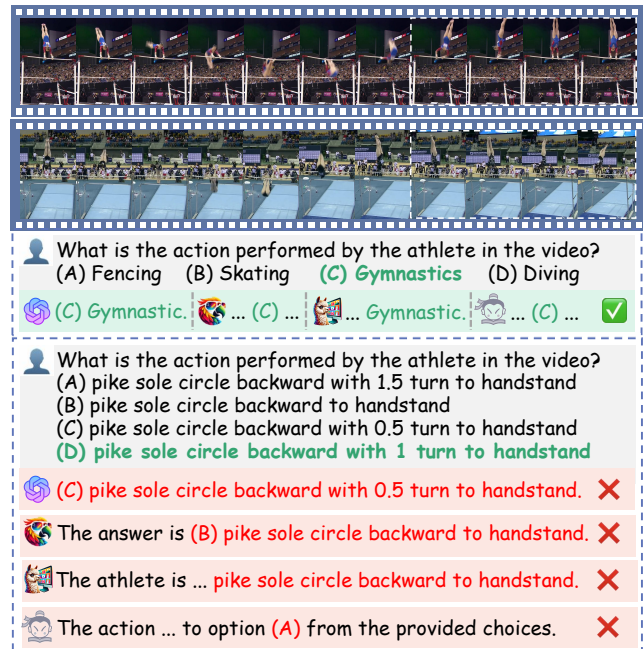 What is the action performed by the athlete in the video?
(A) Fencing (B) Skating (C) Gymnastics (D) Diving
(C) Gymnastic. ... (C) ... ... Gymnastic. ... (C) ...
What is the action performed by the athlete in the video?
(A) pike sole circle backward with 1.5 turn to handstand
(B) pike sole circle backward to handstand
(C) pike sole circle backward with 0.5 turn to handstand
(D) pike sole circle backward with 1 turn to handstand
(C) pike sole circle backward with 0.5 turn to handstand.
The answer is (B) pike sole circle backward to handstand.
The athlete is ... pike sole circle backward to handstand.
The action ... to option (A) from the provided choices.